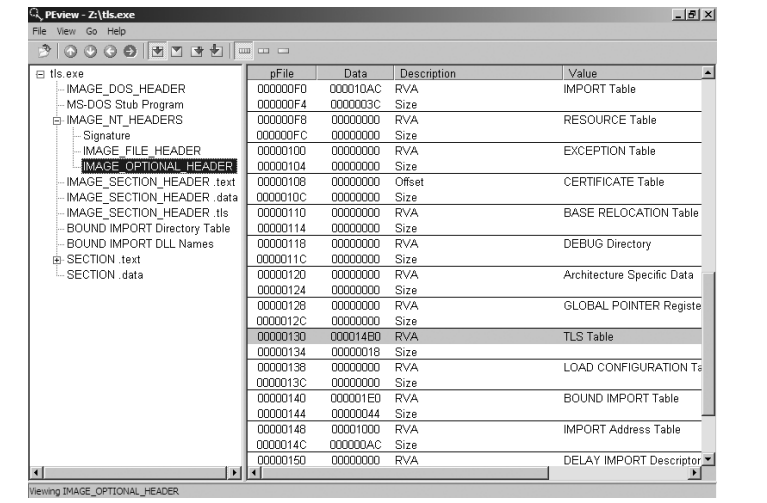 PEview - Z:\tls.exe
File View Go Help
tls.exe
IMAGE_DOS_HEADER
MS-DOS Stub Program
IMAGE_NT_HEADERS
Signature
IMAGE_FILE_HEADER
IMAGE_OPTIONAL_HEADER
IMAGE_SECTION_HEADER .text
IMAGE_SECTION_HEADER .data
IMAGE_SECTION_HEADER .tls
BOUND IMPORT Directory Table
BOUND IMPORT DLL Names
SECTION .text
SECTION .data
pFile Data Description Value
000000F0 000010AC RVA IMPORT Table
000000F4 0000003C Size
000000F8 00000000 RVA RESOURCE Table
000000FC 00000000 Size
00000100 00000000 RVA EXCEPTION Table
00000104 00000000 Size
00000108 00000000 Offset CERTIFICATE Table
0000010C 00000000 Size
00000110 00000000 RVA BASE RELOCATION Table
00000114 00000000 Size
00000118 00000000 RVA DEBUG Directory
0000011C 00000000 Size
00000120 00000000 RVA Architecture Specific Data
00000124 00000000 Size
00000128 00000000 RVA GLOBAL POINTER Registe
0000012C 00000000 Size
00000130 000014B0 RVA TLS Table
00000134 00000018 Size
00000138 00000000 RVA LOAD CONFIGURATION Ta
0000013C 00000000 Size
00000140 000001E0 RVA BOUND IMPORT Table
00000144 00000044 Size
00000148 00001000 RVA IMPORT Address Table
0000014C 000000AC Size
00000150 00000000 RVA DELAY IMPORT Descriptor
Viewing IMAGE_OPTIONAL_HEADER